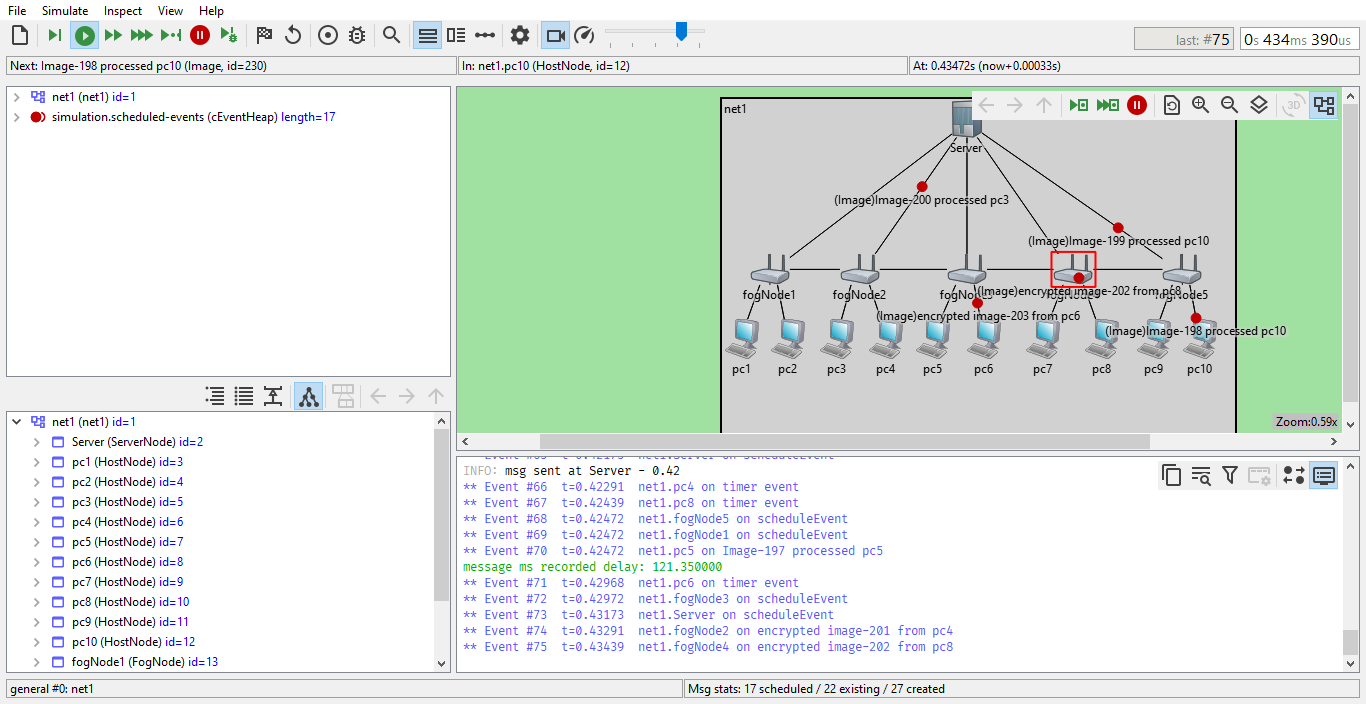 File Simulate Inspect View Help
last: #75 0s 434ms 390us
Next: Image-198 processed pc10 (Image, id=230) In: net1.pc10 (HostNode, id=12) At: 0.43472s (now+0.00033s)
net1 (net1) id=1
simulation.scheduled-events (cEventHeap) length=17
net1
3D
Server
(Image)Image-200 processed pc3
(Image)Image-199 processed pc10
fogNode1 fogNode2 fogNode5
(Image)encrypted image-202 from pc8
(Image)encrypted image-203 from pc6
(Image)Image-198 processed pc10
pc1 pc2 pc3 pc4 pc5 pc6 pc7 pc8 pc9 pc10
Zoom:0.59x
net1 (net1) id=1
Server (ServerNode) id=2
pc1 (HostNode) id=3
pc2 (HostNode) id=4
pc3 (HostNode) id=5
pc4 (HostNode) id=6
pc5 (HostNode) id=7
pc6 (HostNode) id=8
pc7 (HostNode) id=9
pc8 (HostNode) id=10
pc9 (HostNode) id=11
pc10 (HostNode) id=12
fogNode1 (FogNode) id=13
INFO: msg sent at Server - 0.42
** Event #66 t=0.42291 net1.pc4 on timer event
** Event #67 t=0.42439 net1.pc8 on timer event
** Event #68 t=0.42472 net1.fogNode5 on scheduleEvent
** Event #69 t=0.42472 net1.fogNode1 on scheduleEvent
** Event #70 t=0.42472 net1.pc5 on Image-197 processed pc5
message ms recorded delay: 121.350000
** Event #71 t=0.42968 net1.pc6 on timer event
** Event #72 t=0.42972 net1.fogNode3 on scheduleEvent
** Event #73 t=0.43173 net1.Server on scheduleEvent
** Event #74 t=0.43291 net1.fogNode2 on encrypted image-201 from pc4
** Event #75 t=0.43439 net1.fogNode4 on encrypted image-202 from pc8
general #0: net1 Msg stats: 17 scheduled / 22 existing / 27 created